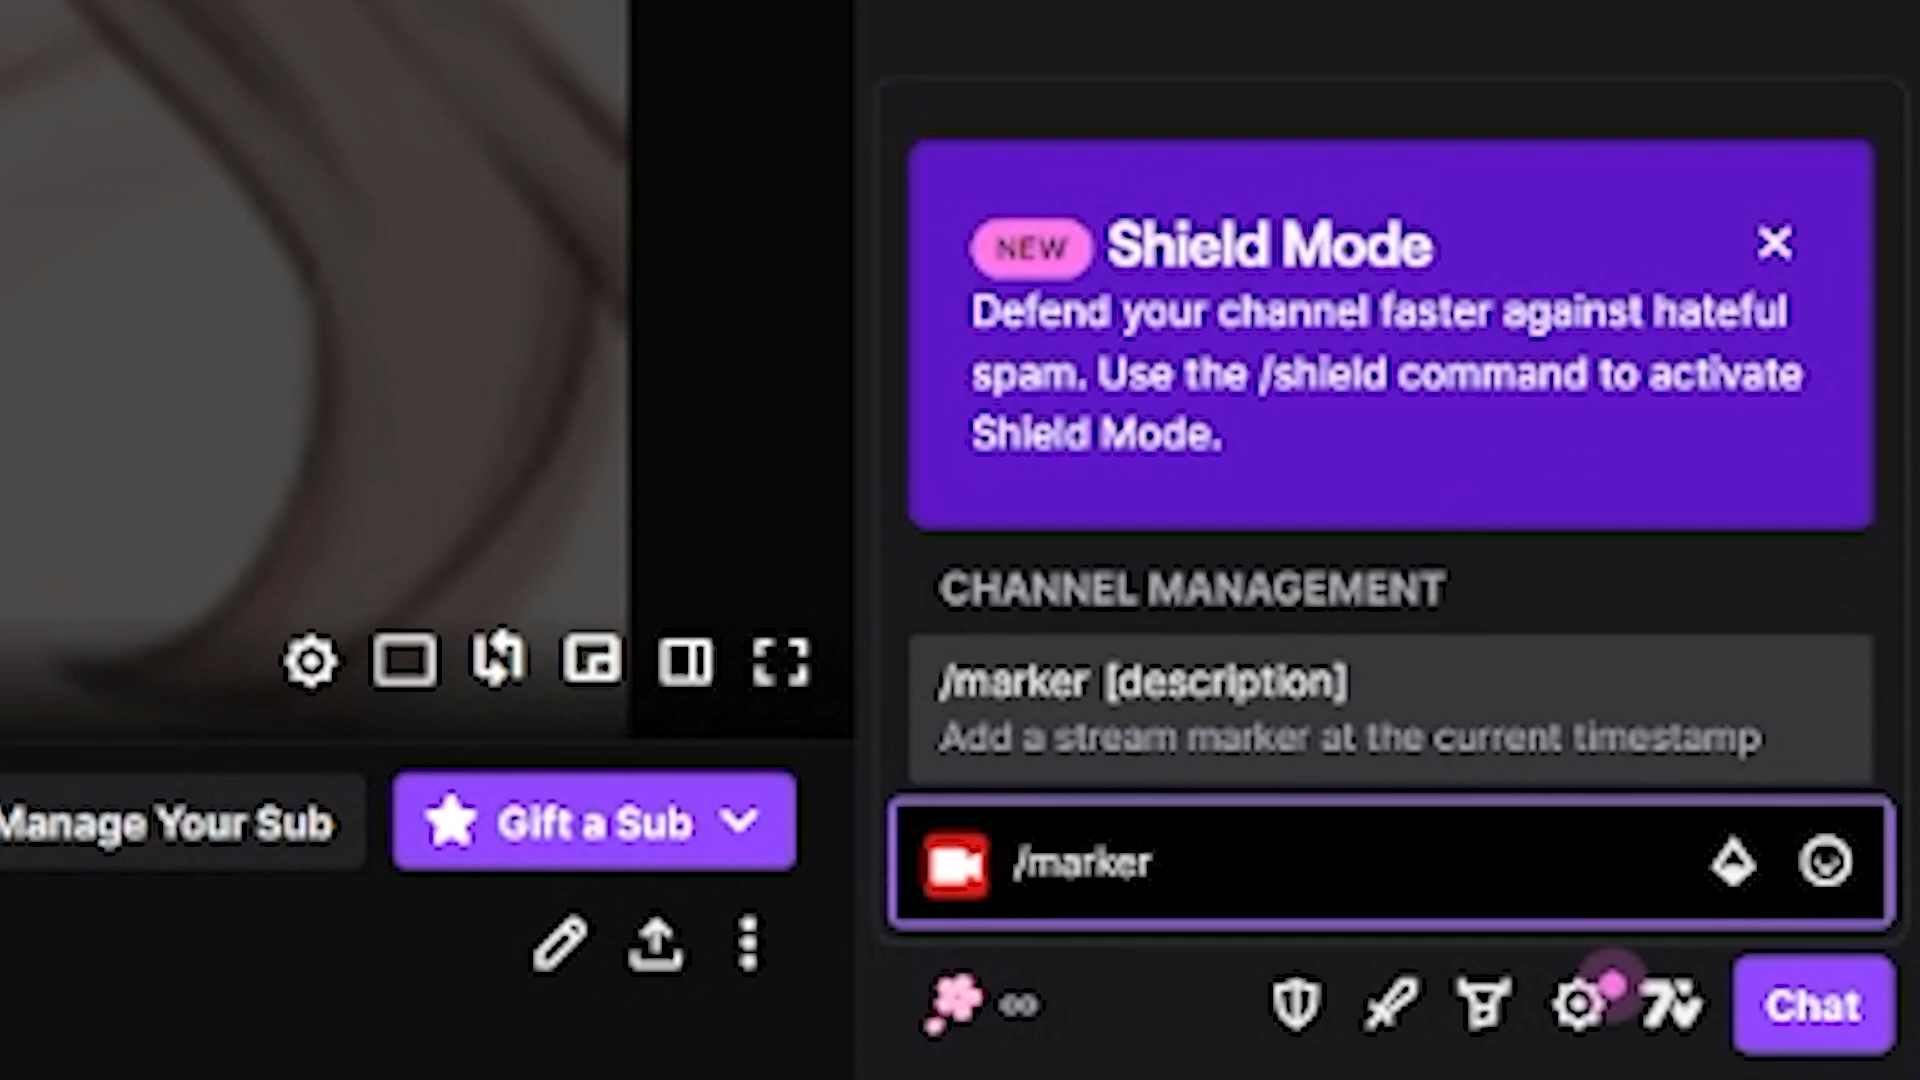 NEW Shield Mode
Defend your channel faster against hateful
spam. Use the /shield command to activate
Shield Mode.
CHANNEL MANAGEMENT
/marker [description]
Add a stream marker at the current timestamp
Manage Your Sub
Gift a Sub
/marker
∞
7v
Chat